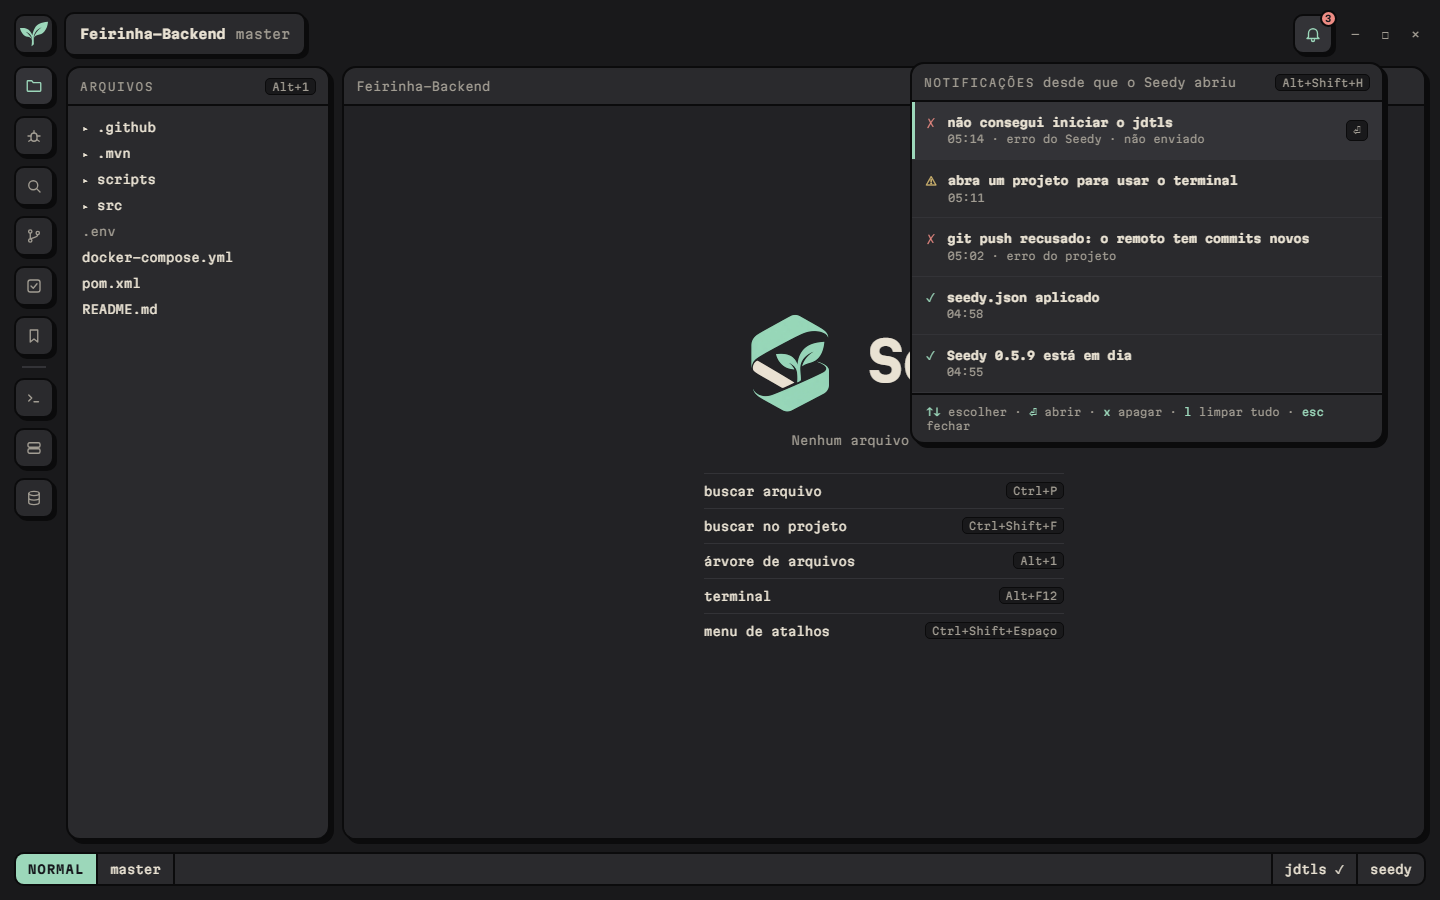 Feirinha-Backend master
3
ARQUIVOS Alt+1
▸ .github
▸ .mvn
▸ scripts
▸ src
.env
docker-compose.yml
pom.xml
README.md
Feirinha-Backend
NOTIFICAÇÕES desde que o Seedy abriu Alt+Shift+H
✗ não consegui iniciar o jdtls
05:14 · erro do Seedy · não enviado
⚠ abra um projeto para usar o terminal
05:11
✗ git push recusado: o remoto tem commits novos
05:02 · erro do projeto
✓ seedy.json aplicado
04:58
✓ Seedy 0.5.9 está em dia
04:55
↑↓ escolher · ⏎ abrir · x apagar · l limpar tudo · esc
fechar
Nenhum arquivo
buscar arquivo Ctrl+P
buscar no projeto Ctrl+Shift+F
árvore de arquivos Alt+1
terminal Alt+F12
menu de atalhos Ctrl+Shift+Espaço
NORMAL master jdtls ✓ seedy